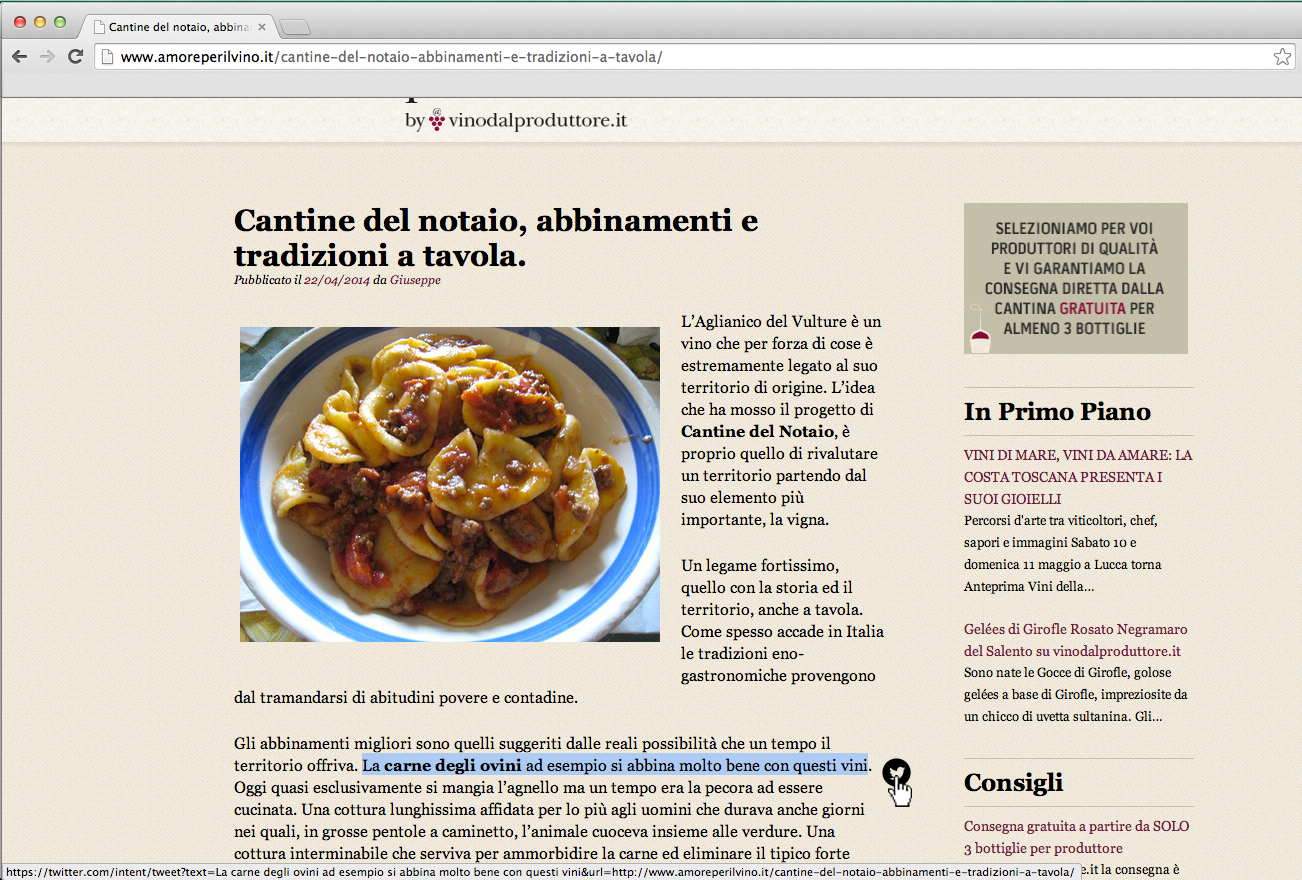 Cantine del notaio, abbina
www.amoreperilvino.it/cantine-del-notaio-abbinamenti-e-tradizioni-a-tavola/
by vinodalproduttore.it
Cantine del notaio, abbinamenti e
tradizioni a tavola.
Pubblicato il 22/04/2014 da Giuseppe
L'Aglianico del Vulture è un
vino che per forza di cose è
estremamente legato al suo
territorio di origine. L'idea
che ha mosso il progetto di
Cantine del Notaio, è
proprio quello di rivalutare
un territorio partendo dal
suo elemento più
importante, la vigna.
Un legame fortissimo,
quello con la storia ed il
territorio, anche a tavola.
Come spesso accade in Italia
le tradizioni eno-
gastronomiche provengono
dal tramandarsi di abitudini povere e contadine.
Gli abbinamenti migliori sono quelli suggeriti dalle reali possibilità che un tempo il
territorio offriva. La carne degli ovini ad esempio si abbina molto bene con questi vini.
Oggi quasi esclusivamente si mangia l'agnello ma un tempo era la pecora ad essere
cucinata. Una cottura lunghissima affidata per lo più agli uomini che durava anche giorni
nei quali, in grosse pentole a caminetto, l'animale cuoceva insieme alle verdure. Una
cottura interminabile che serviva per ammorbidire la carne ed eliminare il tipico forte
SELEZIONIAMO PER VOI
PRODUTTORI DI QUALITÀ
E VI GARANTIAMO LA
CONSEGNA DIRETTA DALLA
CANTINA GRATUITA PER
ALMENO 3 BOTTIGLIE
In Primo Piano
VINI DI MARE, VINI DA AMARE: LA
COSTA TOSCANA PRESENTA I
SUOI GIOIELLI
Percorsi d'arte tra viticoltori, chef,
sapori e immagini Sabato 10 e
domenica 11 maggio a Lucca torna
Anteprima Vini della...
Gelées di Girofle Rosato Negramaro
del Salento su vinodalproduttore.it
Sono nate le Gocce di Girofle, golose
gelées a base di Girofle, impreziosite da
un chicco di uvetta sultanina. Gli...
Consigli
Consegna gratuita a partire da SOLO
3 bottiglie per produttore
e.it la consegna è
https://twitter.com/intent/tweet?text=La carne degli ovini ad esempio si abbina molto bene con questi vini&url=http://www.amoreperilvino.it/cantine-del-notaio-abbinamenti-e-tradizioni-a-tavola/